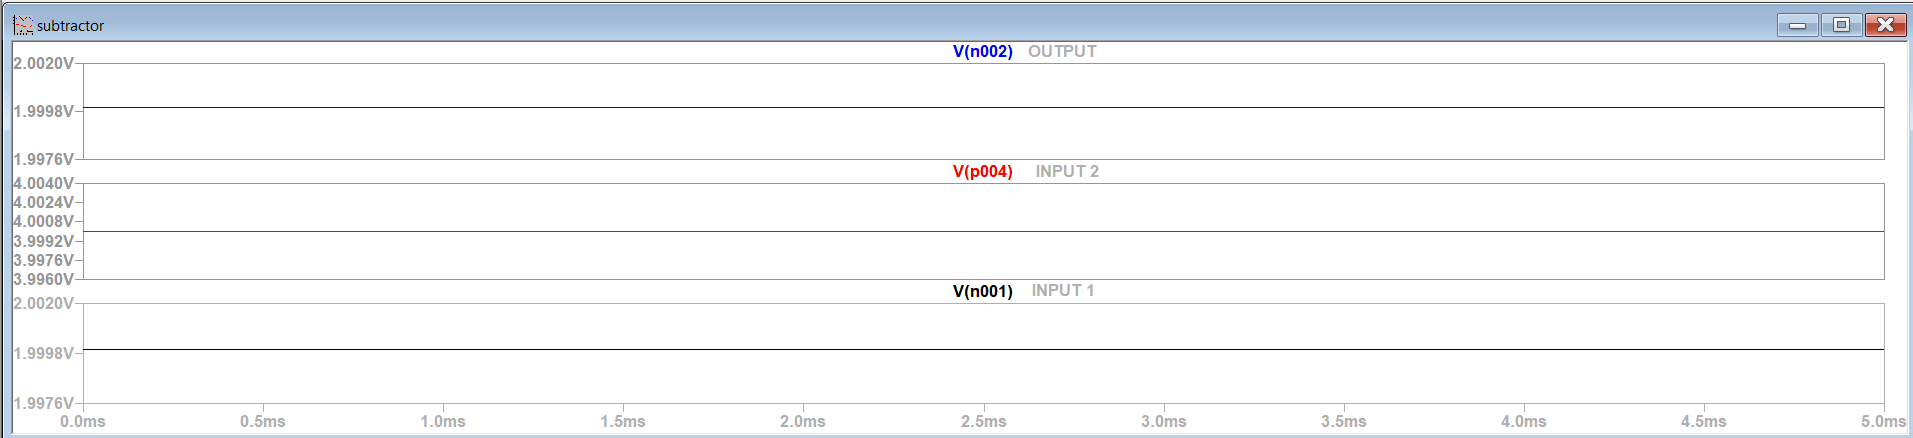 subtractor
V(n002) OUTPUT
2.0020V
1.9998V
1.9976V
V(p004) INPUT 2
4.0040V
4.0024V
4.0008V
3.9992V
3.9976V
3.9960V
V(n001) INPUT 1
2.0020V
1.9998V
1.9976V
0.0ms 0.5ms 1.0ms 1.5ms 2.0ms 2.5ms 3.0ms 3.5ms 4.0ms 4.5ms 5.0ms